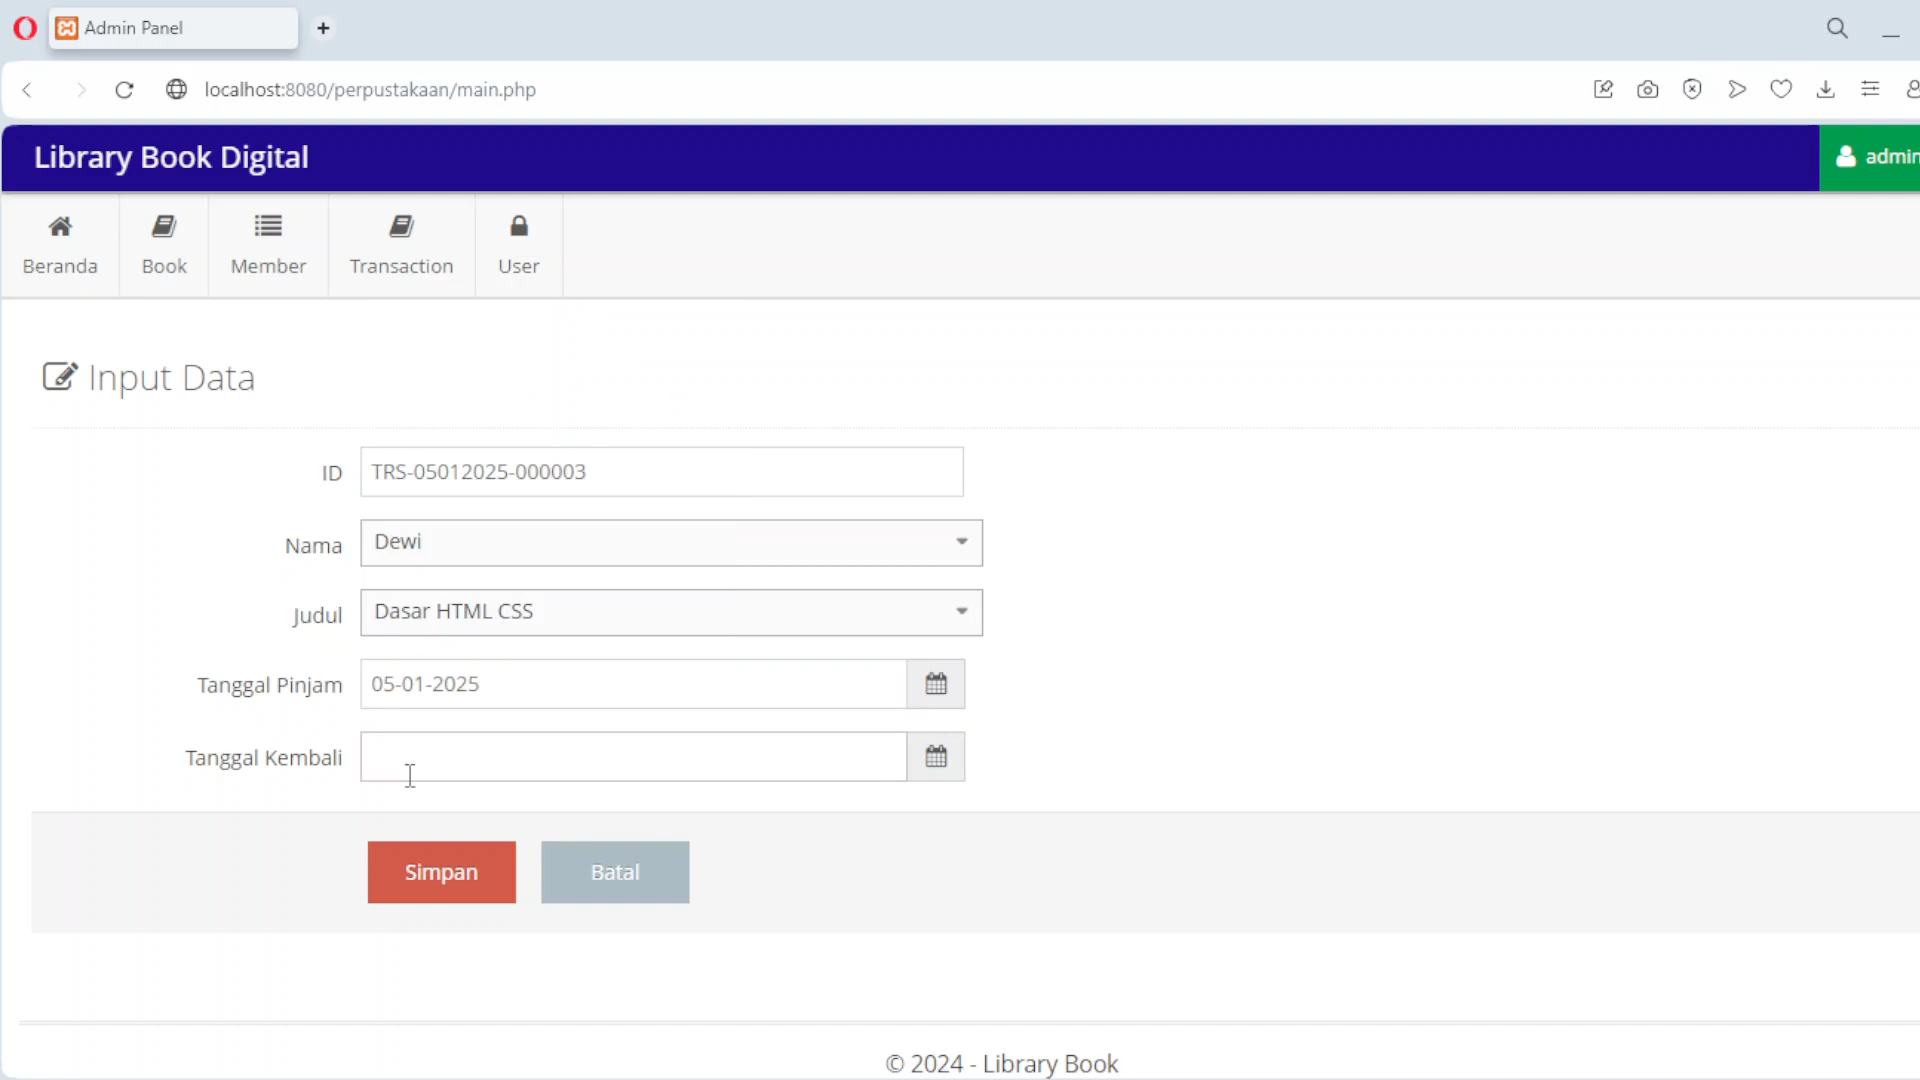 Admin Panel
localhost:8080/perpustakaan/main.php
Library Book Digital
admin
Beranda
Book
Member
Transaction
User
Input Data
ID
TRS-05012025-000003
Nama
Dewi
Judul
Dasar HTML CSS
Tanggal Pinjam
05-01-2025
Tanggal Kembali
Simpan
Batal
© 2024 - Library Book